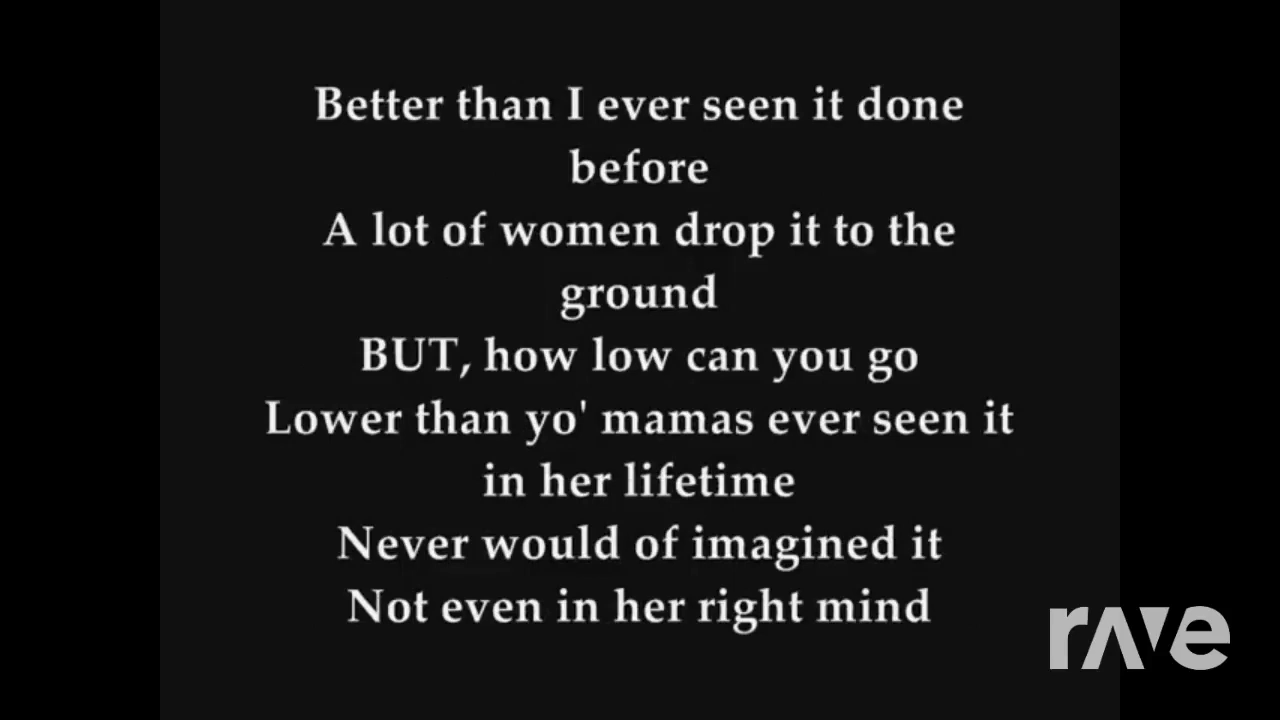 Better than I ever seen it done
before
A lot of women drop it to the
ground
BUT, how low can you go
Lower than yo' mamas ever seen it
in her lifetime
Never would of imagined it
Not even in her right mind
rave